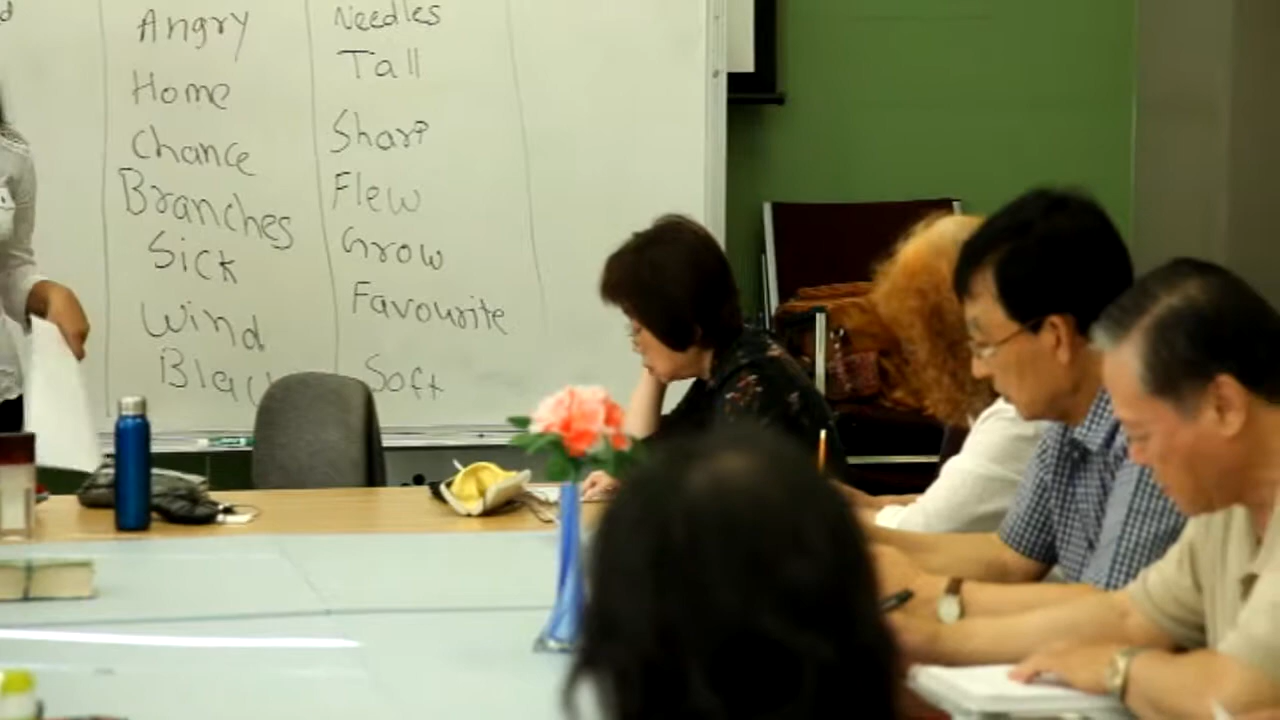 Angry
Home
Chance
Branches
Sick
Wind
Needles
Tall
Sharp
Flew
Grow
Favourite
Soft